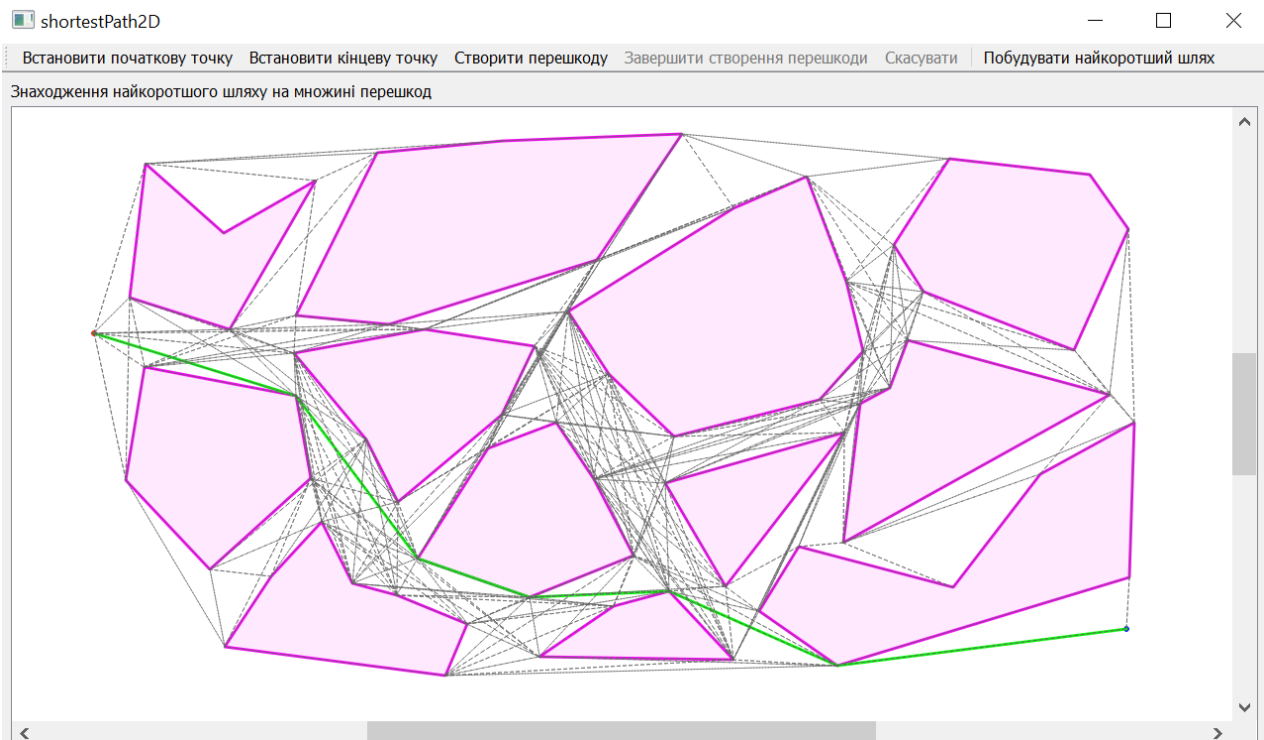 shortestPath2D
Встановити початкову точку Встановити кінцеву точку Створити перешкоду Завершити створення перешкоди Скасувати Побудувати найкоротший шлях
Знаходження найкоротшого шляху на множині перешкод